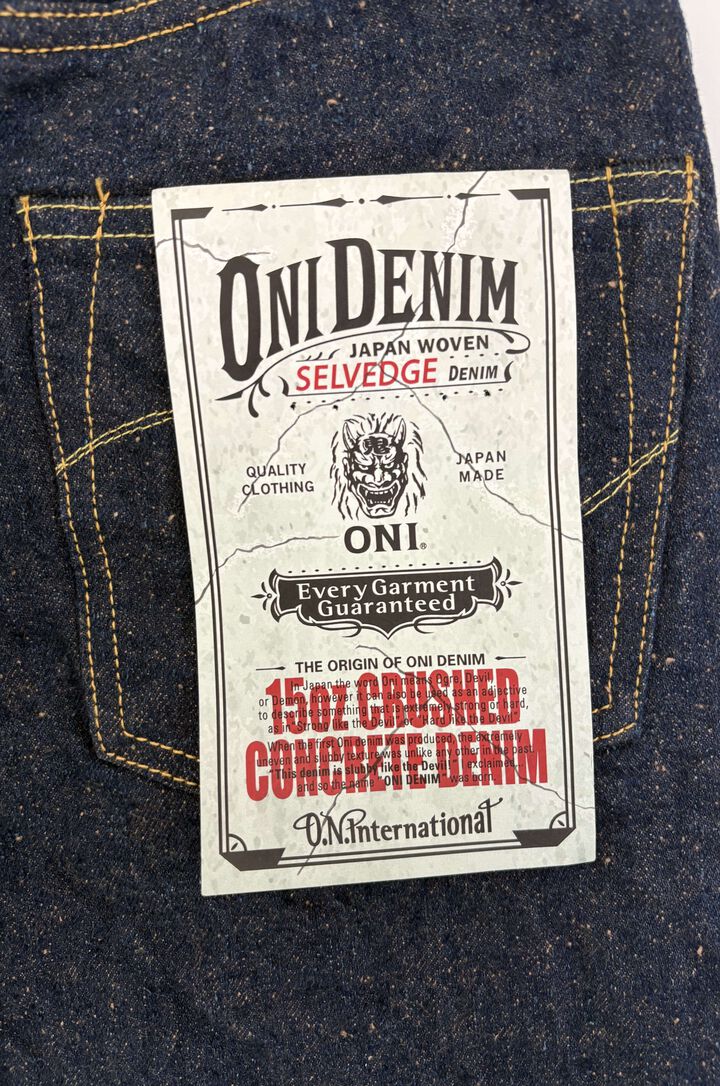 ONI DENIM
JAPAN WOVEN
SELVEDGE DENIM
QUALITY
CLOTHING
JAPAN
MADE
ONI®
Every Garment
Guaranteed
THE ORIGIN OF ONI DENIM
15oz CRUSHED
CONCRETE DENIM
In Japan the word Oni means Ogre, Devil
or Demon, however it can also be used as an adjective
to describe something that is extremely strong or hard,
as in "Strong like the Devil" or "Hard like the Devil".
When the first Oni denim was produced, the extremely
uneven and slubby texture was unlike any other in the past.
"This denim is slubby like the Devil!" I exclaimed...
and so the name "ONI DENIM" was born.
O.N.International